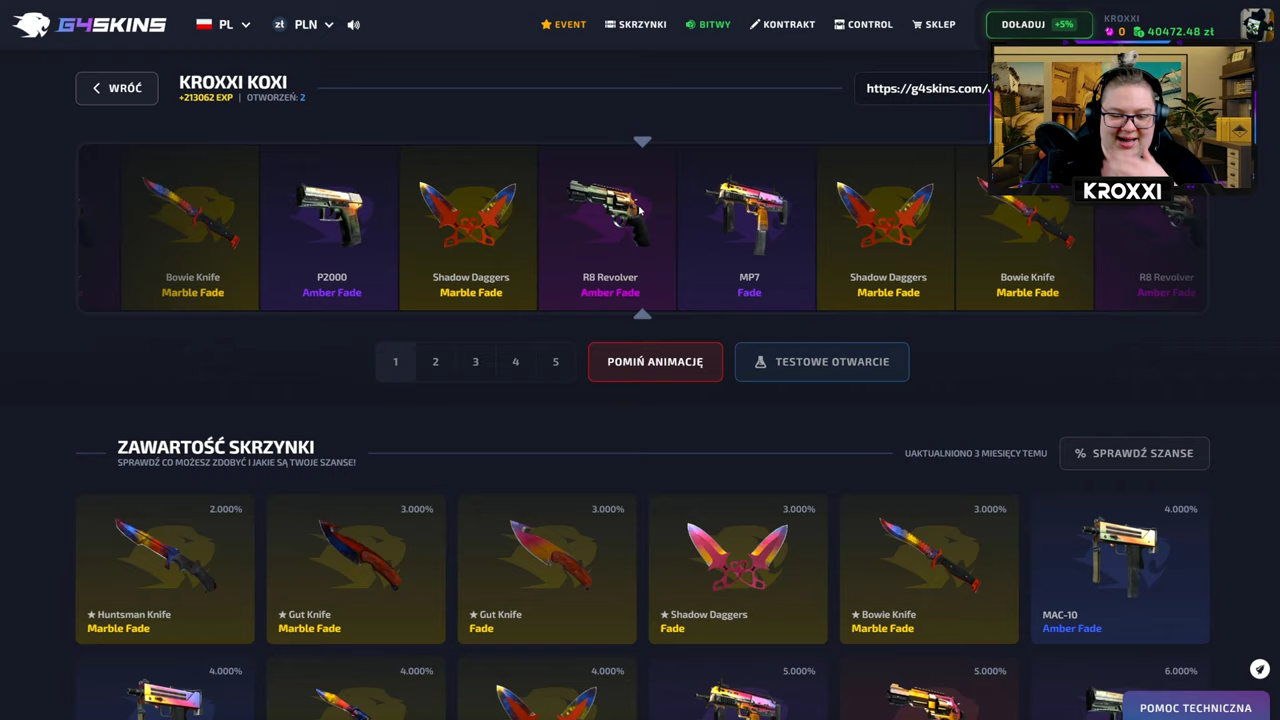 G4SKINS
PL
zł PLN
EVENT
SKRZYNKI
BITWY
KONTRAKT
CONTROL
SKLEP
DOŁADUJ +5%
KROXXI
0 40472.48 zł
WRÓĆ
KROXXI KOXI
+213062 EXP | OTWORZEŃ: 2
https://g4skins.com/
KROXXI
Bowie Knife
Marble Fade
P2000
Amber Fade
Shadow Daggers
Marble Fade
R8 Revolver
Amber Fade
MP7
Fade
Shadow Daggers
Marble Fade
Bowie Knife
Marble Fade
R8 Revolver
Amber Fade
1 2 3 4 5
POMIŃ ANIMACJĘ
TESTOWE OTWARCIE
ZAWARTOŚĆ SKRZYNKI
SPRAWDŹ CO MOŻESZ ZDOBYĆ I JAKIE SĄ TWOJE SZANSE!
UAKTUALNIONO 3 MIESIĘCY TEMU
% SPRAWDŹ SZANSE
2.000%
★ Huntsman Knife
Marble Fade
3.000%
★ Gut Knife
Marble Fade
3.000%
★ Gut Knife
Fade
3.000%
★ Shadow Daggers
Fade
3.000%
★ Bowie Knife
Marble Fade
4.000%
MAC-10
Amber Fade
4.000%
4.000%
4.000%
5.000%
5.000%
6.000%
POMOC TECHNICZNA